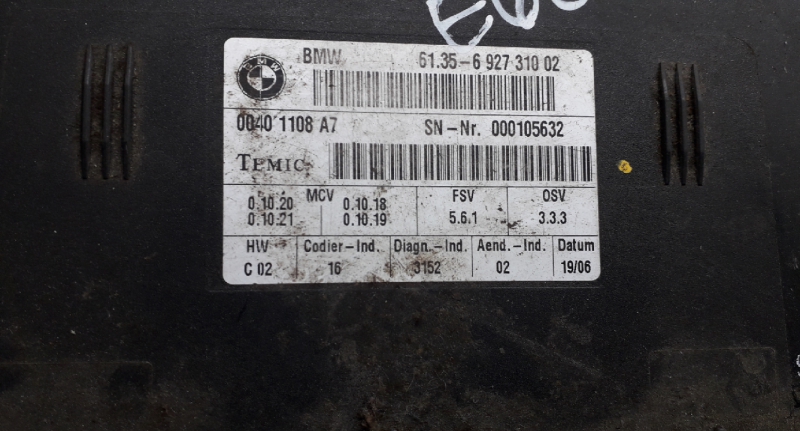 E60
BMW 61.35-6 927 310 02
00401108 A7 SN-Nr. 000105632
TEMIC
MCV FSV OSV
0.10.20 0.10.18 5.6.1 3.3.3
0.10.21 0.10.19
HW Codier-Ind. Diagn.-Ind. Aend.-Ind. Datum
C 02 16 3152 02 19/06